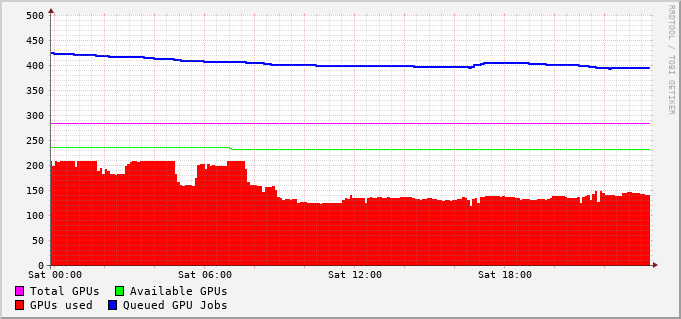 500
450
400
350
300
250
200
150
100
50
0
Sat 00:00 Sat 06:00 Sat 12:00 Sat 18:00
Total GPUs Available GPUs
GPUs used Queued GPU Jobs
RRDTOOL / TOBI OETIKER